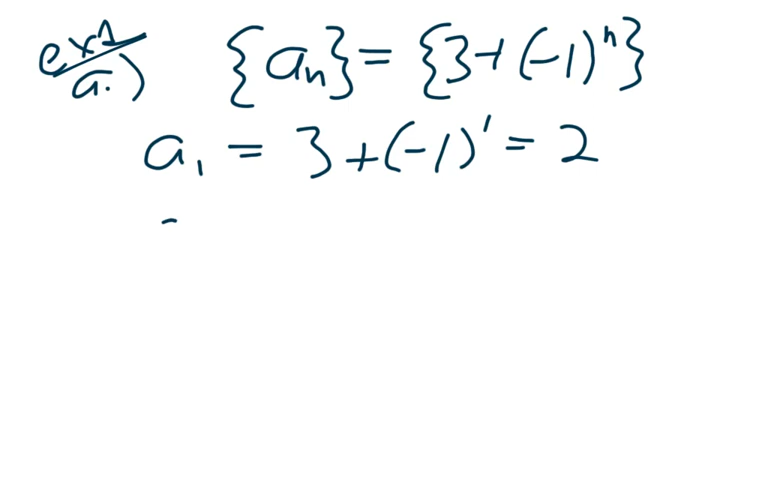 ex1 {aₙ} = {3+(-1)ⁿ}
a.)
a₁ = 3+(-1)¹ = 2